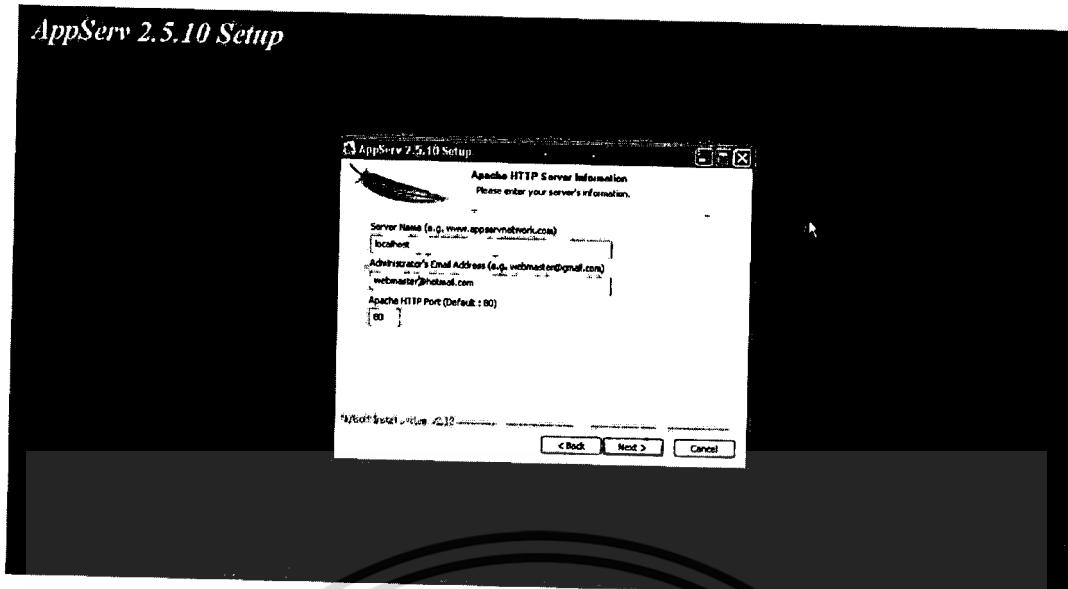 AppServ 2.5.10 Setup
AppServ 2.5.10 Setup
Apache HTTP Server Information
Please enter your server's information.
Server Name (e.g. www.appservnetwork.com)
localhost
Administrator's Email Address (e.g. webmaster@gmail.com)
webmaster@hotmail.com
Apache HTTP Port (Default : 80)
80
< Back
Next >
Cancel